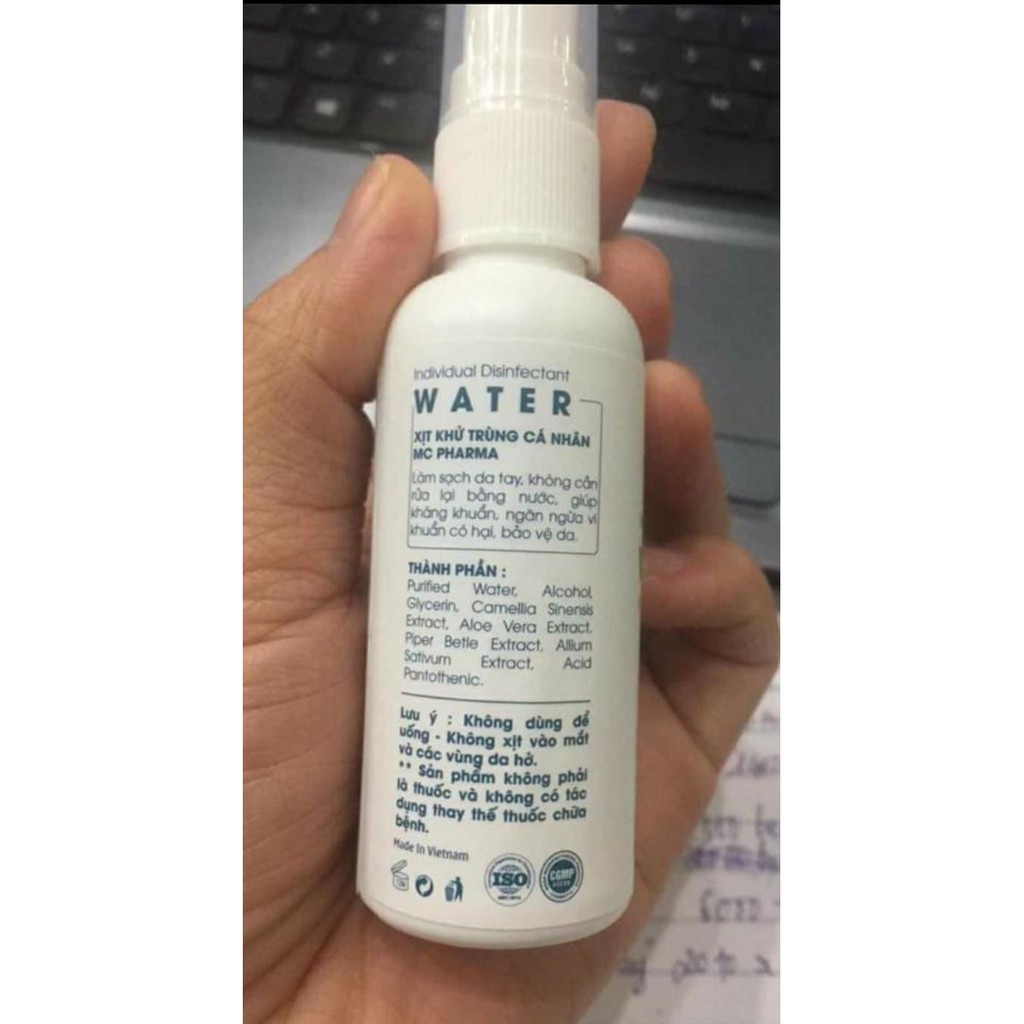 Individual Disinfectant
WATER
XỊT KHỬ TRÙNG CÁ NHÂN
MC PHARMA
Làm sạch da tay, không cần
rửa lại bằng nước, giúp
kháng khuẩn, ngăn ngừa vi
khuẩn có hại, bảo vệ da.
THÀNH PHẦN :
Purified Water, Alcohol,
Glycerin, Camellia Sinensis
Extract, Aloe Vera Extract,
Piper Betle Extract, Allium
Sativum Extract, Acid
Pantothenic.
Lưu ý : Không dùng để
uống - Không xịt vào mắt
và các vùng da hở.
** Sản phẩm không phải
là thuốc và không có tác
dụng thay thế thuốc chữa
bệnh.
Made In Vietnam
ISO
CGMP